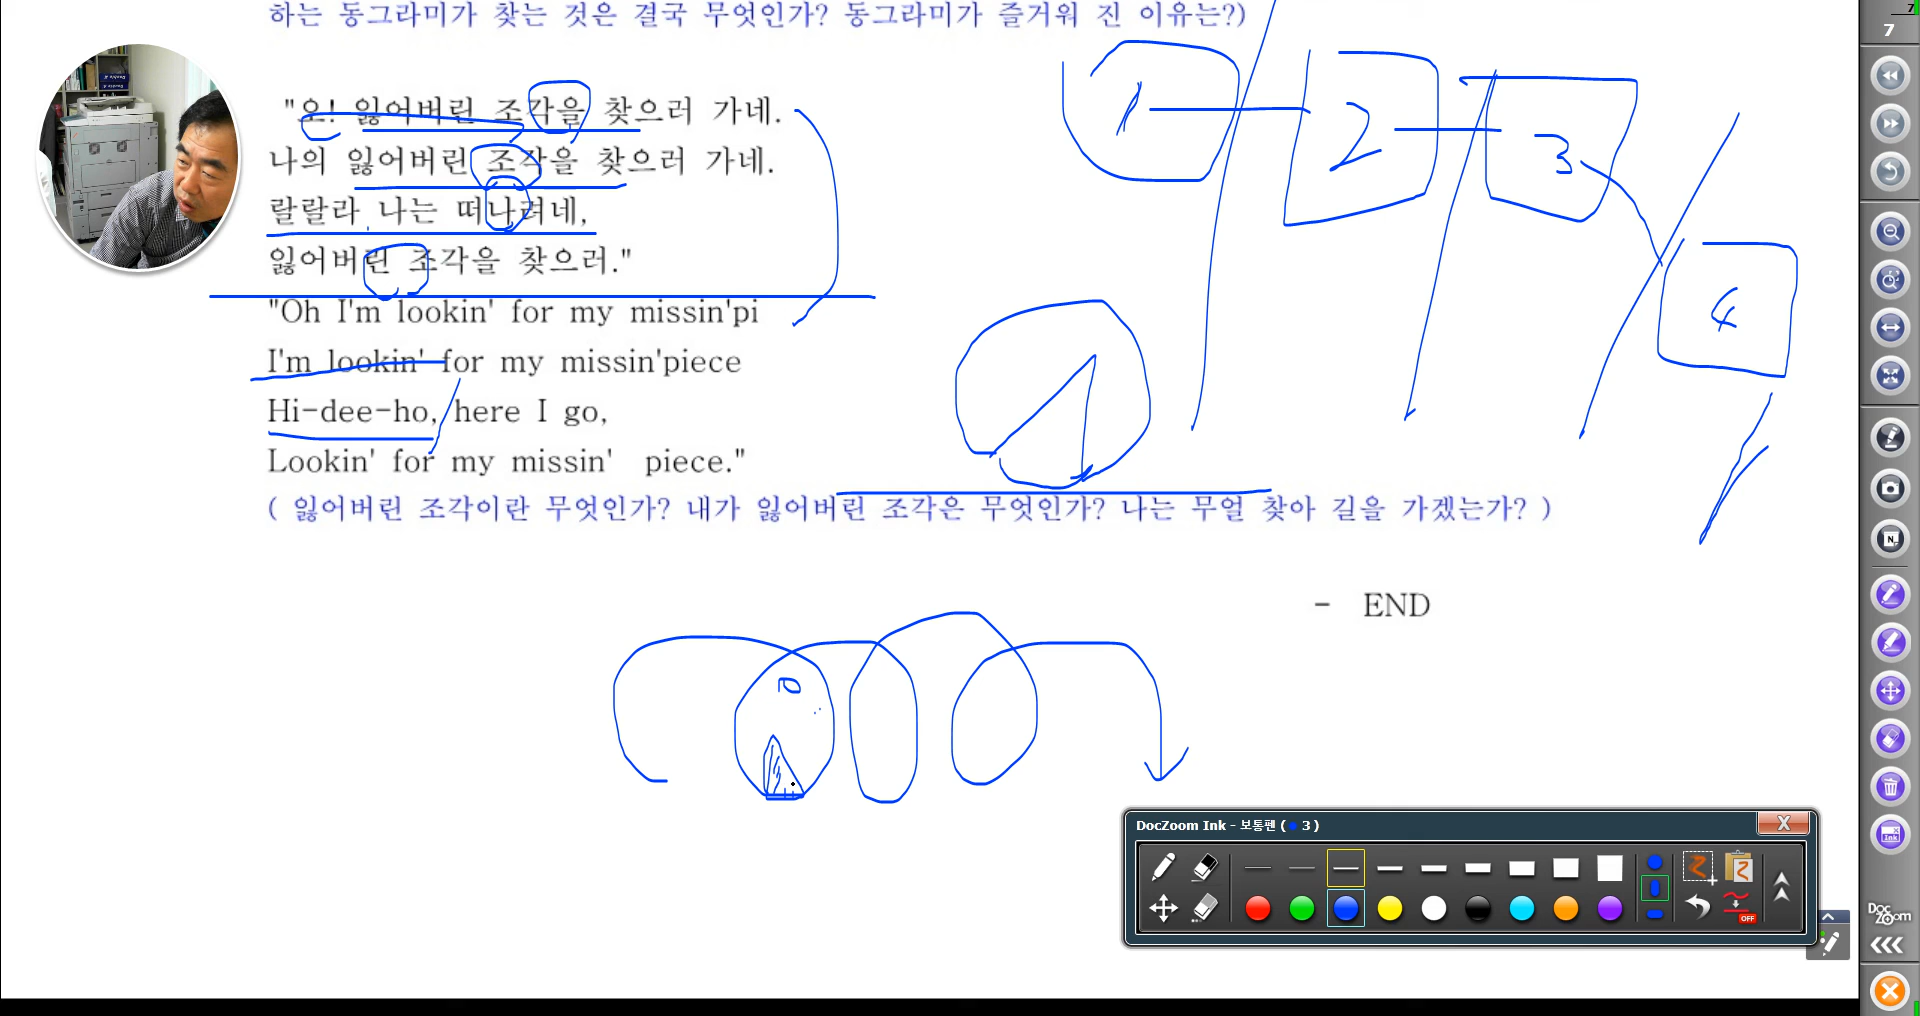 하는 동그라미가 찾는 것은 결국 무엇인가? 동그라미가 즐거워 진 이유는?)
"오! 잃어버린 조각을 찾으러 가네.
나의 잃어버린 조각을 찾으러 가네.
랄랄라 나는 떠나려네,
잃어버린 조각을 찾으러."
"Oh I'm lookin' for my missin'pi
I'm lookin' for my missin'piece
Hi-dee-ho, here I go,
Lookin' for my missin' piece."
( 잃어버린 조각이란 무엇인가? 내가 잃어버린 조각은 무엇인가? 나는 무얼 찾아 길을 가겠는가? )
- END
1
2
3
4
DocZoom Ink - 보통펜 ( 3 )
OFF
7
7
N
Ink
Doc
Zoom